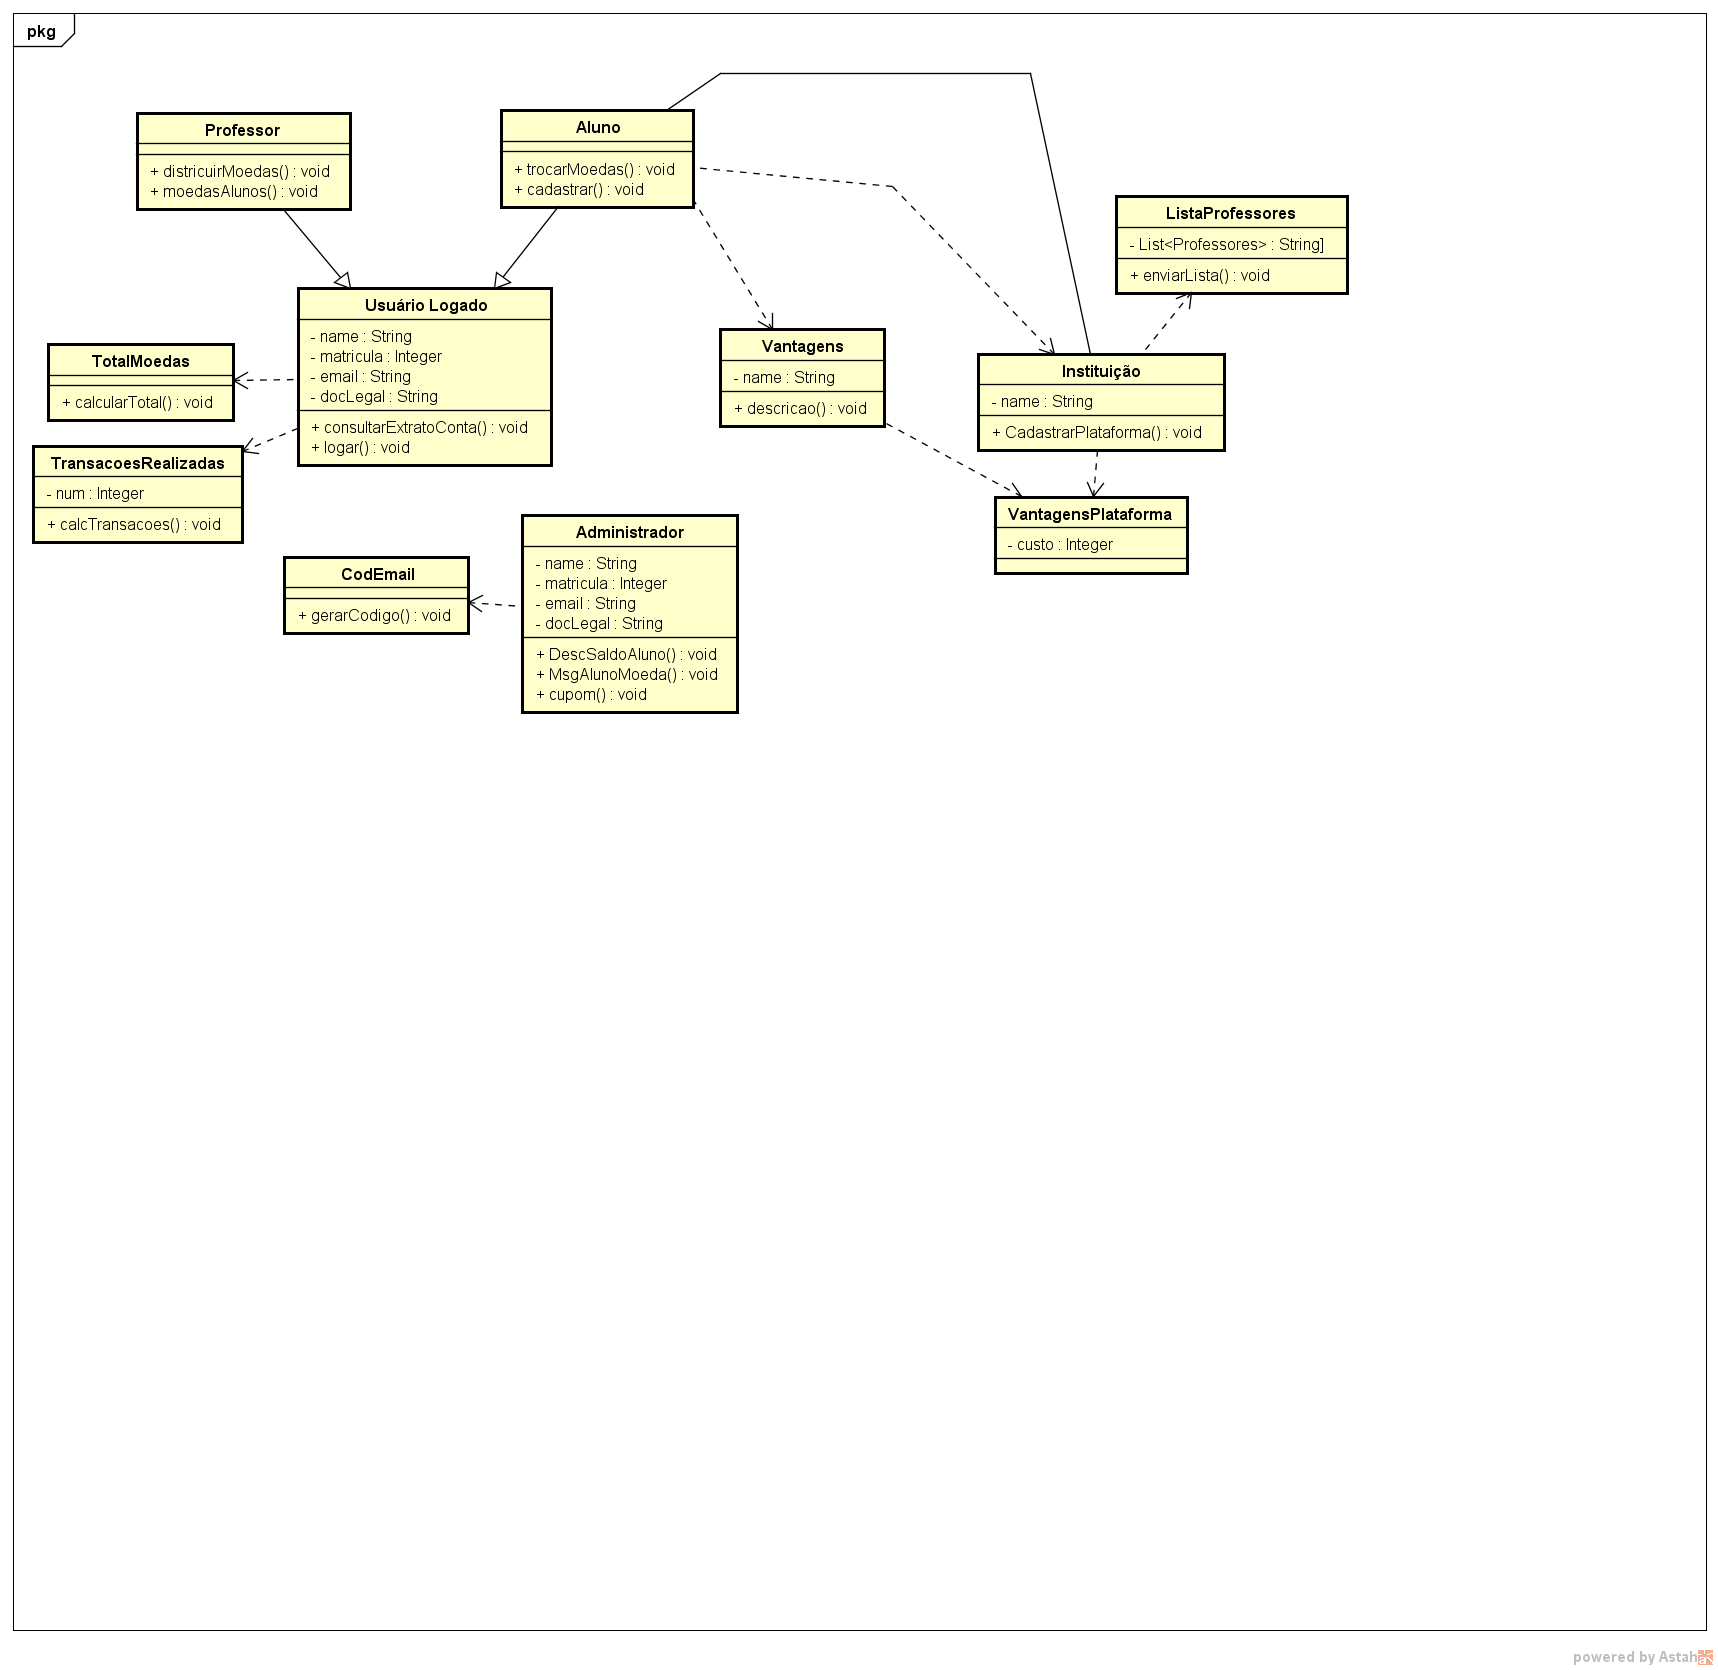 pkg
Professor
+ districuirMoedas() : void
+ moedasAlunos() : void
Aluno
+ trocarMoedas() : void
+ cadastrar() : void
ListaProfessores
- List<Professores> : String]
+ enviarLista() : void
Usuário Logado
- name : String
- matricula : Integer
- email : String
- docLegal : String
+ consultarExtratoConta() : void
+ logar() : void
TotalMoedas
+ calcularTotal() : void
Vantagens
- name : String
+ descricao() : void
Instituição
- name : String
+ CadastrarPlataforma() : void
TransacoesRealizadas
- num : Integer
+ calcTransacoes() : void
VantagensPlataforma
- custo : Integer
Administrador
- name : String
- matricula : Integer
- email : String
- docLegal : String
+ DescSaldoAluno() : void
+ MsgAlunoMoeda() : void
+ cupom() : void
CodEmail
+ gerarCodigo() : void
powered by Astah